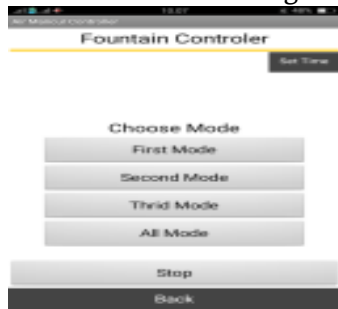 Fountain Controler
Set Time
Choose Mode
First Mode
Second Mode
Thrid Mode
All Mode
Stop
Back